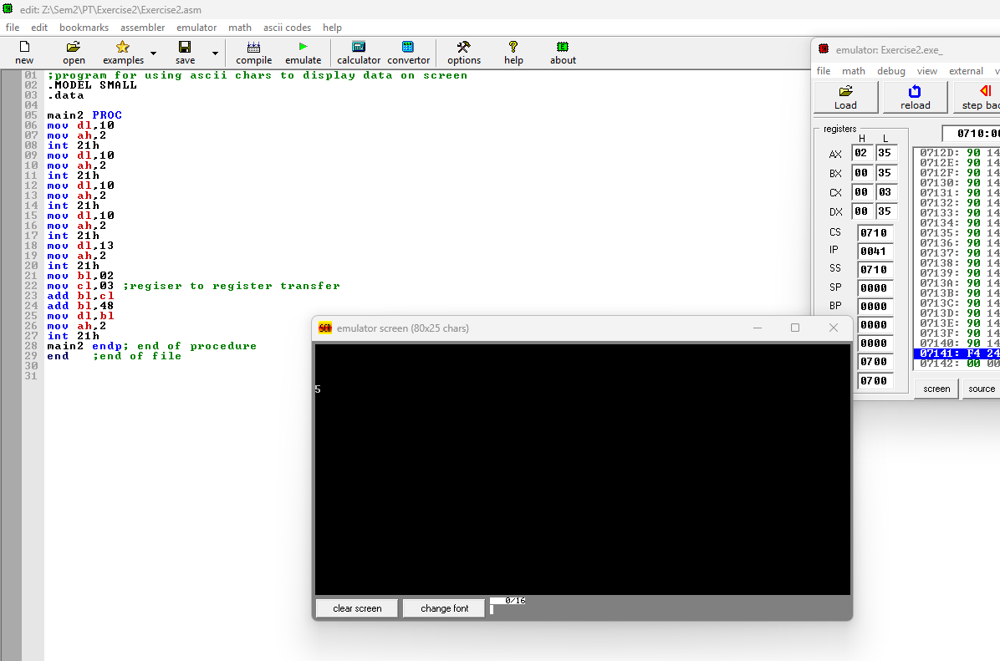 edit: Z:\Sem2\PT\Exercise2\Exercise2.asm
file edit bookmarks assembler emulator math ascii codes help
new open examples save compile emulate calculator convertor options help about
01 ;program for using ascii chars to display data on screen
02 .MODEL SMALL
03 .data
04
05 main2 PROC
06 mov dl,10
07 mov ah,2
08 int 21h
09 mov dl,10
10 mov ah,2
11 int 21h
12 mov dl,10
13 mov ah,2
14 int 21h
15 mov dl,10
16 mov ah,2
17 int 21h
18 mov dl,13
19 mov ah,2
20 int 21h
21 mov bl,02
22 mov cl,03 ;regiser to register transfer
23 add bl,cl
24 add bl,48
25 mov dl,bl
26 mov ah,2
27 int 21h
28 main2 endp; end of procedure
29 end ;end of file
30
31
emulator: Exercise2.exe_
file math debug view external
Load reload step
registers
H L
0710:
AX 02 35
BX 00 35
CX 00 03
DX 00 35
CS 0710
IP 0041
SS 0710
SP 0000
BP 0000
0000
0000
0700
0700
0712D: 90 14
0712E: 90 14
0712F: 90 14
07130: 90 14
07131: 90 14
07132: 90 14
07133: 90 14
07134: 90 14
07135: 90 14
07136: 90 14
07137: 90 14
07138: 90 14
07139: 90 14
0713A: 90 14
0713B: 90 14
0713C: 90 14
0713D: 90 14
0713E: 90 14
0713F: 90 14
07140: 90 14
07141: F4 24
07142: 00 00
screen source
emulator screen (80x25 chars)
5
clear screen change font 0/16